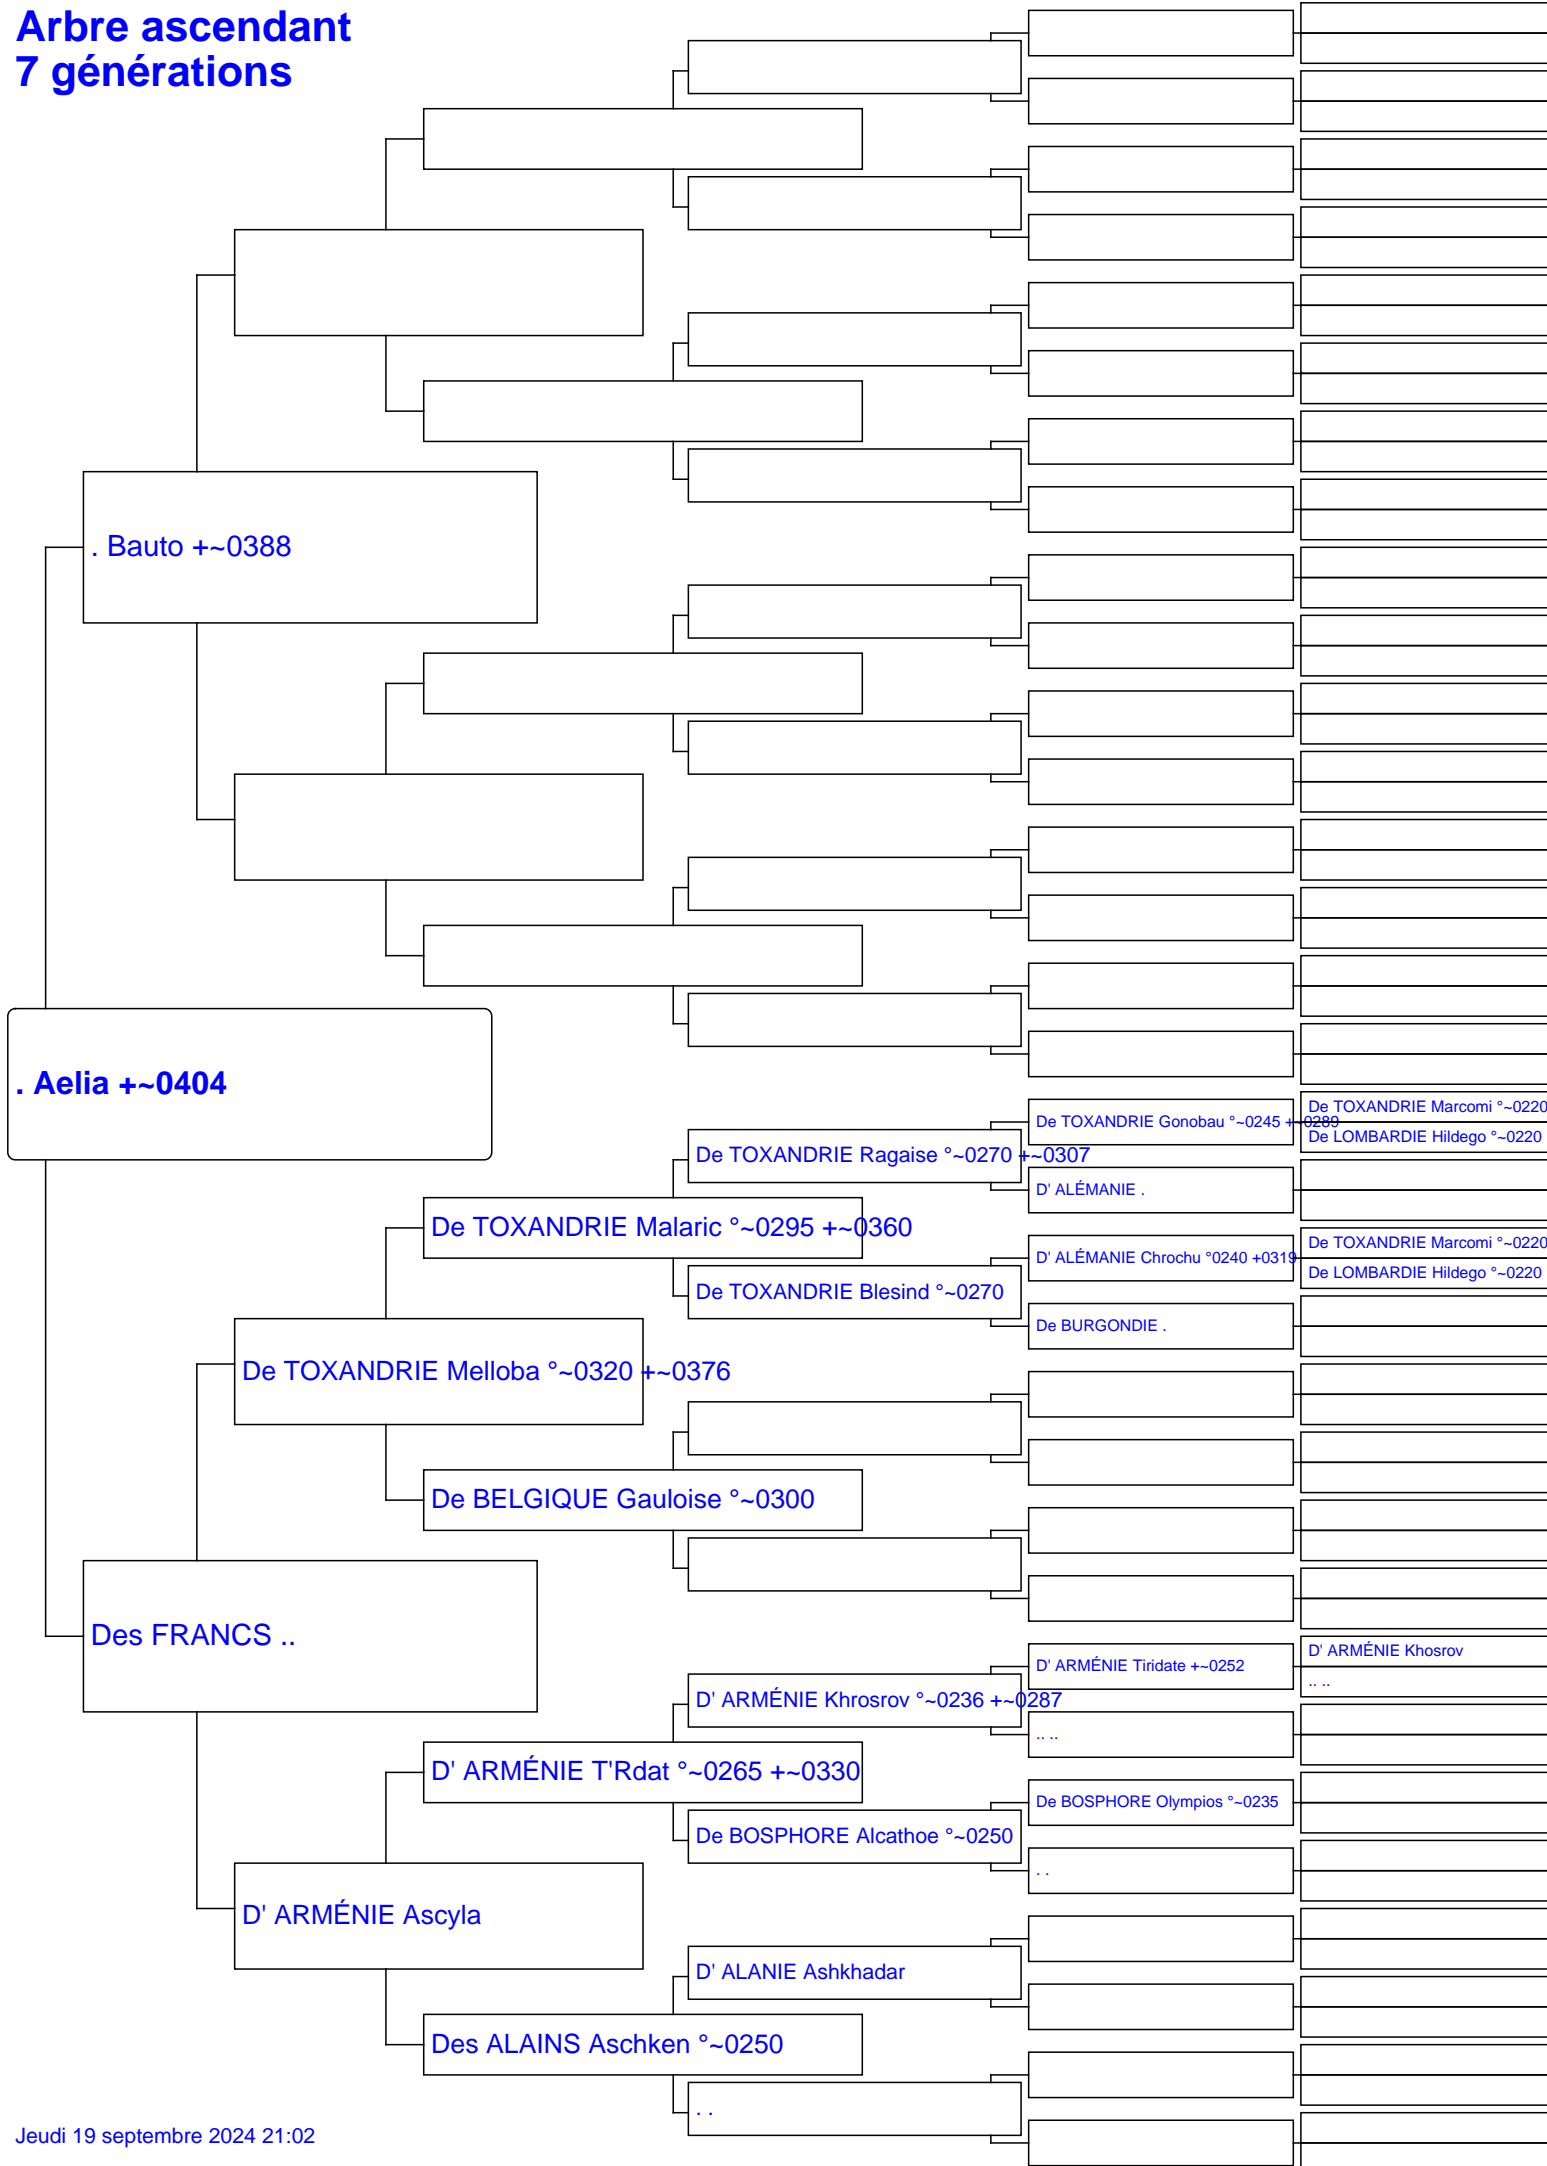 Arbre ascendant
7 générations
. Bauto +~0388
. Aelia +~0404
De TOXANDRIE Gonobau °~0245 +~0289
De TOXANDRIE Marcomi °~0220
De LOMBARDIE Hildego °~0220
De TOXANDRIE Ragaise °~0270 +~0307
D' ALÉMANIE .
De TOXANDRIE Malaric °~0295 +~0360
D' ALÉMANIE Chrochu °0240 +0319
De TOXANDRIE Marcomi °~0220
De LOMBARDIE Hildego °~0220
De TOXANDRIE Blesind °~0270
De BURGONDIE .
De TOXANDRIE Melloba °~0320 +~0376
De BELGIQUE Gauloise °~0300
Des FRANCS ..
D' ARMÉNIE Tiridate +~0252
D' ARMÉNIE Khosrov
.. ..
D' ARMÉNIE Khrosrov °~0236 +~0287
.. ..
D' ARMÉNIE T'Rdat °~0265 +~0330
De BOSPHORE Olympios °~0235
De BOSPHORE Alcathoe °~0250
. .
D' ARMÉNIE Ascyla
D' ALANIE Ashkhadar
Des ALAINS Aschken °~0250
. .
Jeudi 19 septembre 2024 21:02